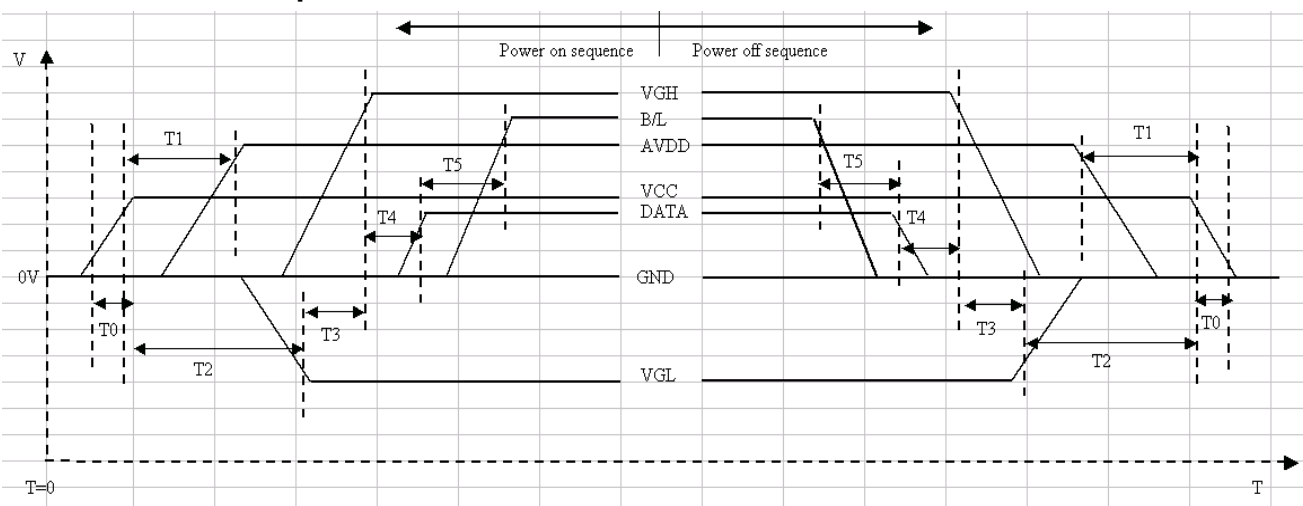 Power on sequence Power off sequence
V
VGH
B/L
T1 AVDD T1
T5 T5
VCC
T4 DATA T4
0V GND
T0 T3 T3 T0
T2 VGL T2
T=0 T